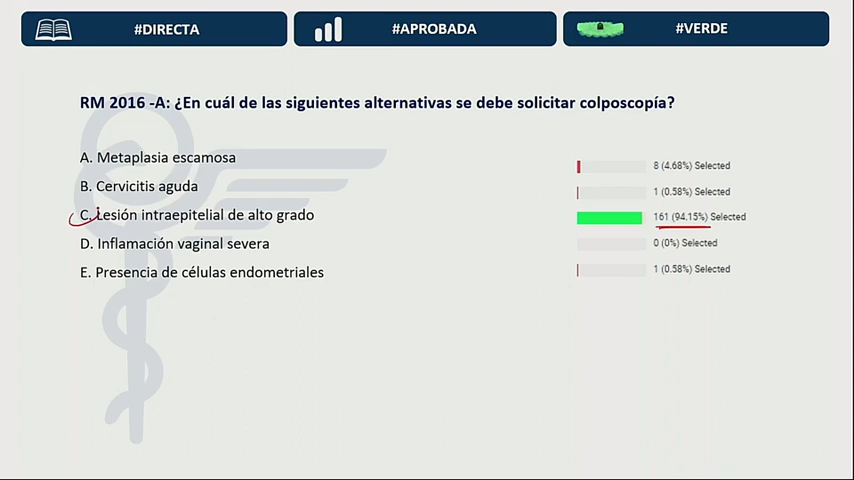 #DIRECTA
#APROBADA
#VERDE
RM 2016 -A: ¿En cuál de las siguientes alternativas se debe solicitar colposcopía?
A. Metaplasia escamosa
8 (4.68%) Selected
B. Cervicitis aguda
1 (0.58%) Selected
C. Lesión intraepitelial de alto grado
161 (94.15%) Selected
D. Inflamación vaginal severa
0 (0%) Selected
E. Presencia de células endometriales
1 (0.58%) Selected